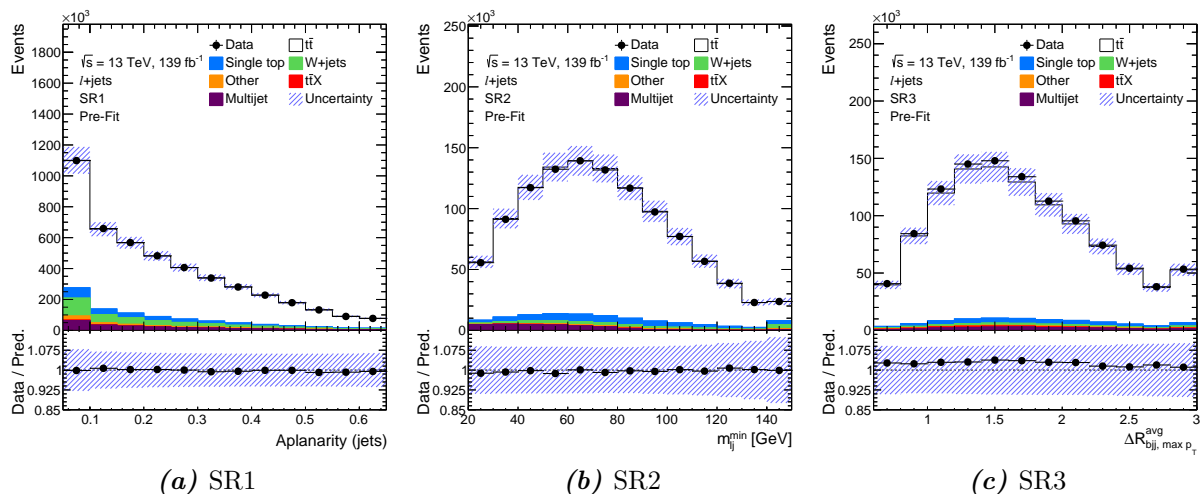 ×10³
Events
1800
1600
1400
1200
1000
800
600
400
200
0
Data
tt̄
√s = 13 TeV, 139 fb⁻¹
Single top
W+jets
l+jets
Other
tt̄X
SR1
Multijet
Uncertainty
Pre-Fit
Data / Pred.
1.075
1
0.925
0.85
0.1 0.2 0.3 0.4 0.5 0.6
Aplanarity (jets)
(a) SR1
×10³
Events
250
200
150
100
50
0
Data
tt̄
√s = 13 TeV, 139 fb⁻¹
Single top
W+jets
l+jets
Other
tt̄X
SR2
Multijet
Uncertainty
Pre-Fit
Data / Pred.
1.075
1
0.925
0.85
20 40 60 80 100 120 140
m_lj^min [GeV]
(b) SR2
×10³
Events
250
200
150
100
50
0
Data
tt̄
√s = 13 TeV, 139 fb⁻¹
Single top
W+jets
l+jets
Other
tt̄X
SR3
Multijet
Uncertainty
Pre-Fit
Data / Pred.
1.075
1
0.925
0.85
1 1.5 2 2.5 3
ΔR^avg_bjj, max p_T
(c) SR3